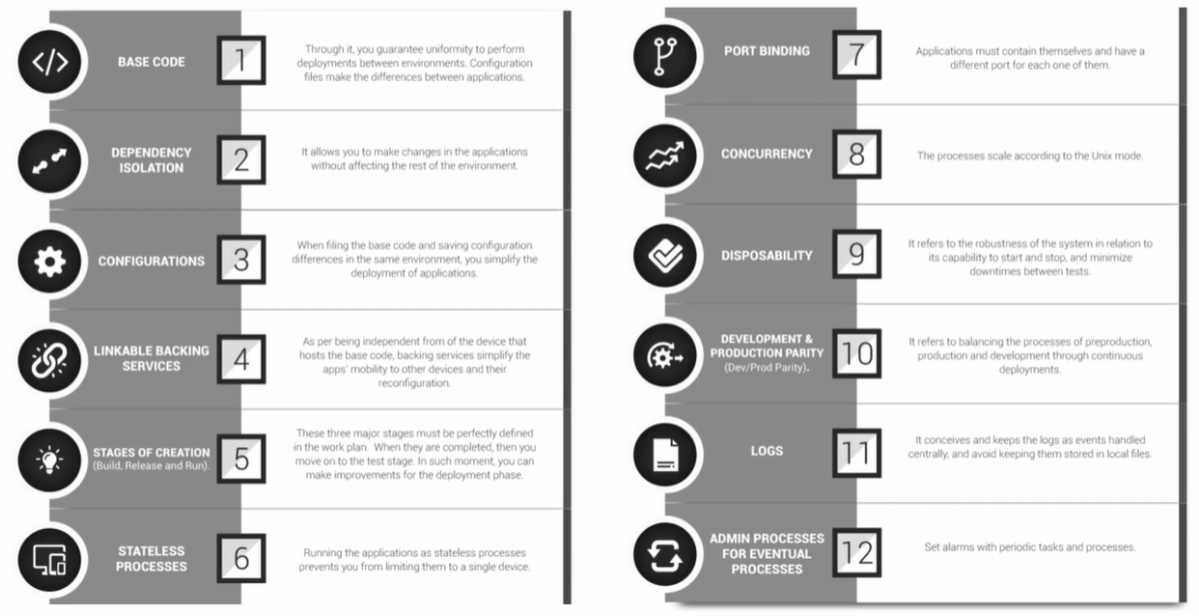 BASE CODE
1
Through it, you guarantee uniformity to perform
deployments between environments. Configuration
files make the differences between applications.
DEPENDENCY
ISOLATION
2
It allows you to make changes in the applications
without affecting the rest of the environment.
CONFIGURATIONS
3
When filing the base code and saving configuration
differences in the same environment, you simplify the
deployment of applications.
LINKABLE BACKING
SERVICES
4
As per being independent from of the device that
hosts the base code, backing services simplify the
apps' mobility to other devices and their
reconfiguration.
STAGES OF CREATION
(Build, Release and Run).
5
These three major stages must be perfectly defined
in the work plan. When they are completed, then you
move on to the test stage. In such moment, you can
make improvements for the deployment phase.
STATELESS
PROCESSES
6
Running the applications as stateless processes
prevents you from limiting them to a single device.
PORT BINDING
7
Applications must contain themselves and have a
different port for each one of them.
CONCURRENCY
8
The processes scale according to the Unix mode.
DISPOSABILITY
9
It refers to the robustness of the system in relation to
its capability to start and stop, and minimize
downtimes between tests.
DEVELOPMENT &
PRODUCTION PARITY
(Dev/Prod Parity).
10
It refers to balancing the processes of preproduction,
production and development through continuous
deployments.
LOGS
11
It conceives and keeps the logs as events handled
centrally, and avoid keeping them stored in local files.
ADMIN PROCESSES
FOR EVENTUAL
PROCESSES
12
Set alarms with periodic tasks and processes.